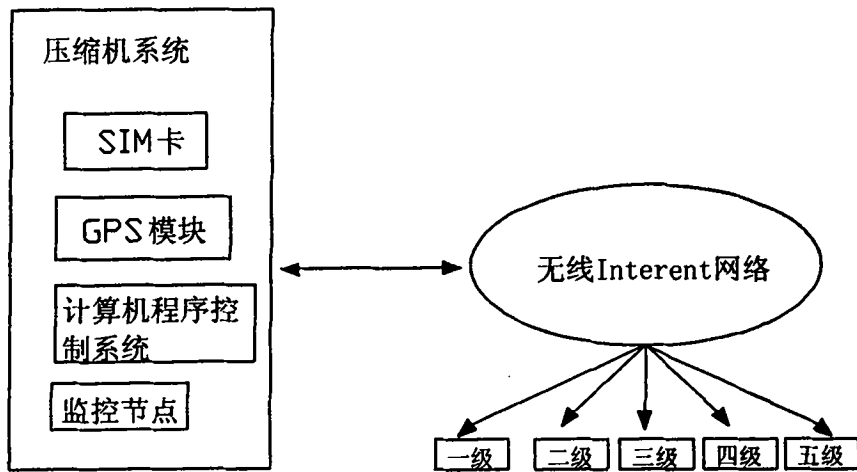 压缩机系统
SIM卡
GPS模块
计算机程序控
制系统
监控节点
无线Interent网络
一级
二级
三级
四级
五级